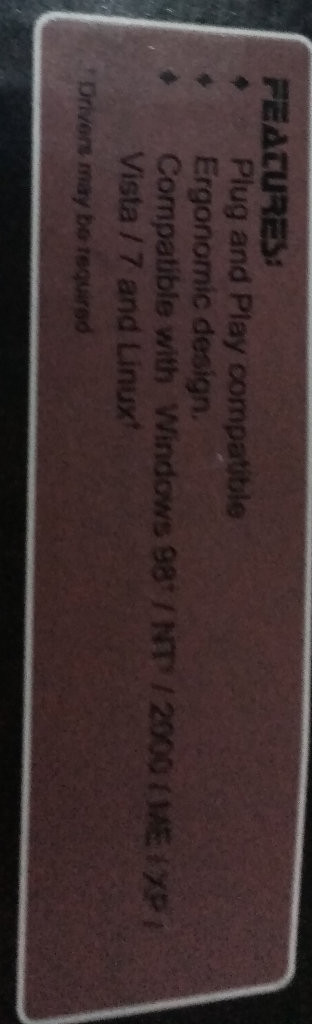 FEATURES:
♦ Plug and Play compatible
♦ Ergonomic design.
♦ Compatible with Windows 98† / NT† / 2000 / ME / XP /
Vista / 7 and Linux†
† Drivers may be required